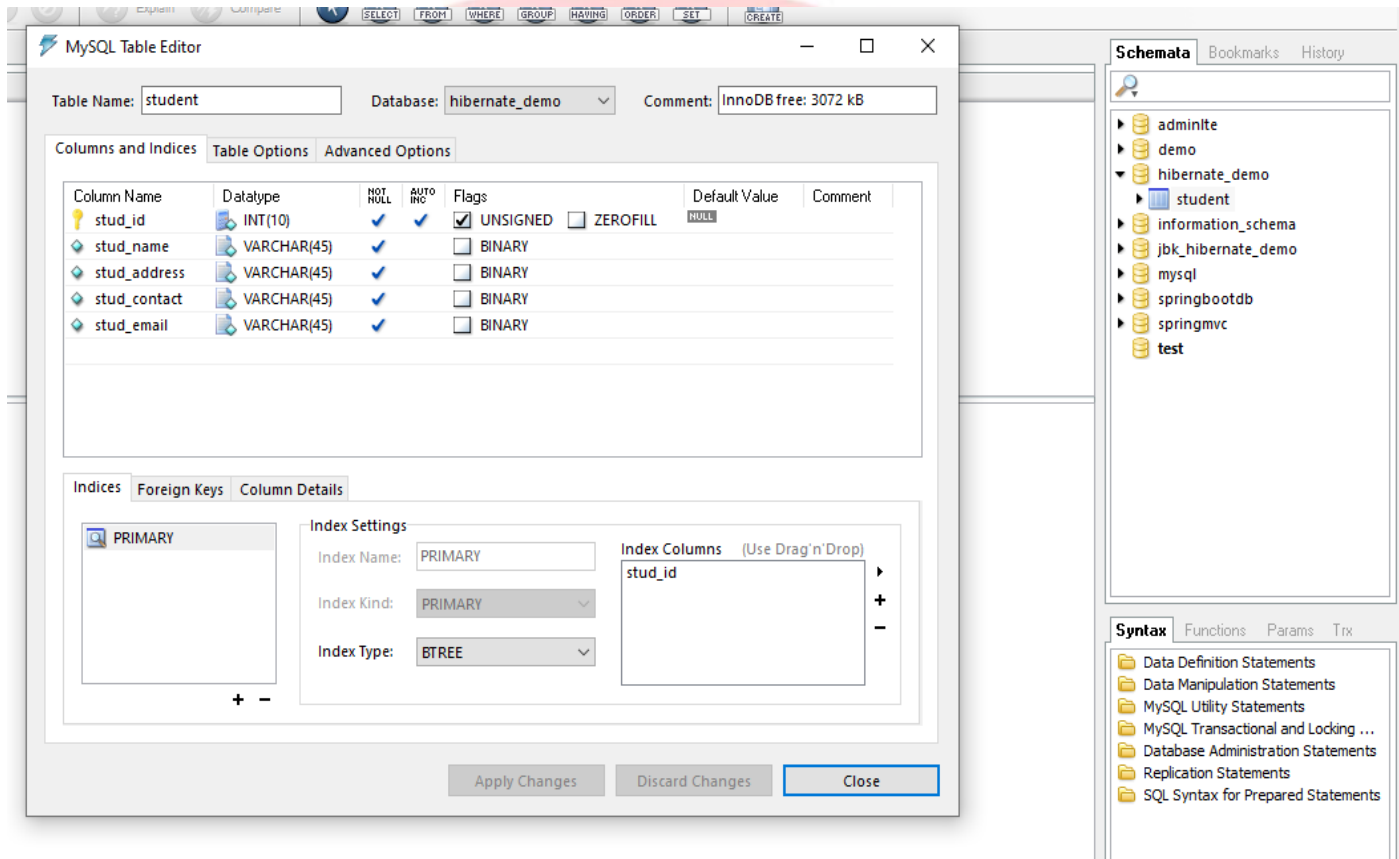 Explain Compare SELECT FROM WHERE GROUP HAVING ORDER SET CREATE
MySQL Table Editor
Table Name: student Database: hibernate_demo Comment: InnoDB free: 3072 kB
Columns and Indices Table Options Advanced Options
Column Name Datatype NOT NULL AUTO INC Flags Default Value Comment
stud_id INT(10) UNSIGNED ZEROFILL NULL
stud_name VARCHAR(45) BINARY
stud_address VARCHAR(45) BINARY
stud_contact VARCHAR(45) BINARY
stud_email VARCHAR(45) BINARY
Indices Foreign Keys Column Details
PRIMARY
Index Settings
Index Name: PRIMARY
Index Kind: PRIMARY
Index Type: BTREE
Index Columns (Use Drag'n'Drop)
stud_id
Apply Changes Discard Changes Close
Schemata Bookmarks History
adminlte
demo
hibernate_demo
student
information_schema
jbk_hibernate_demo
mysql
springbootdb
springmvc
test
Syntax Functions Params Trx
Data Definition Statements
Data Manipulation Statements
MySQL Utility Statements
MySQL Transactional and Locking ...
Database Administration Statements
Replication Statements
SQL Syntax for Prepared Statements